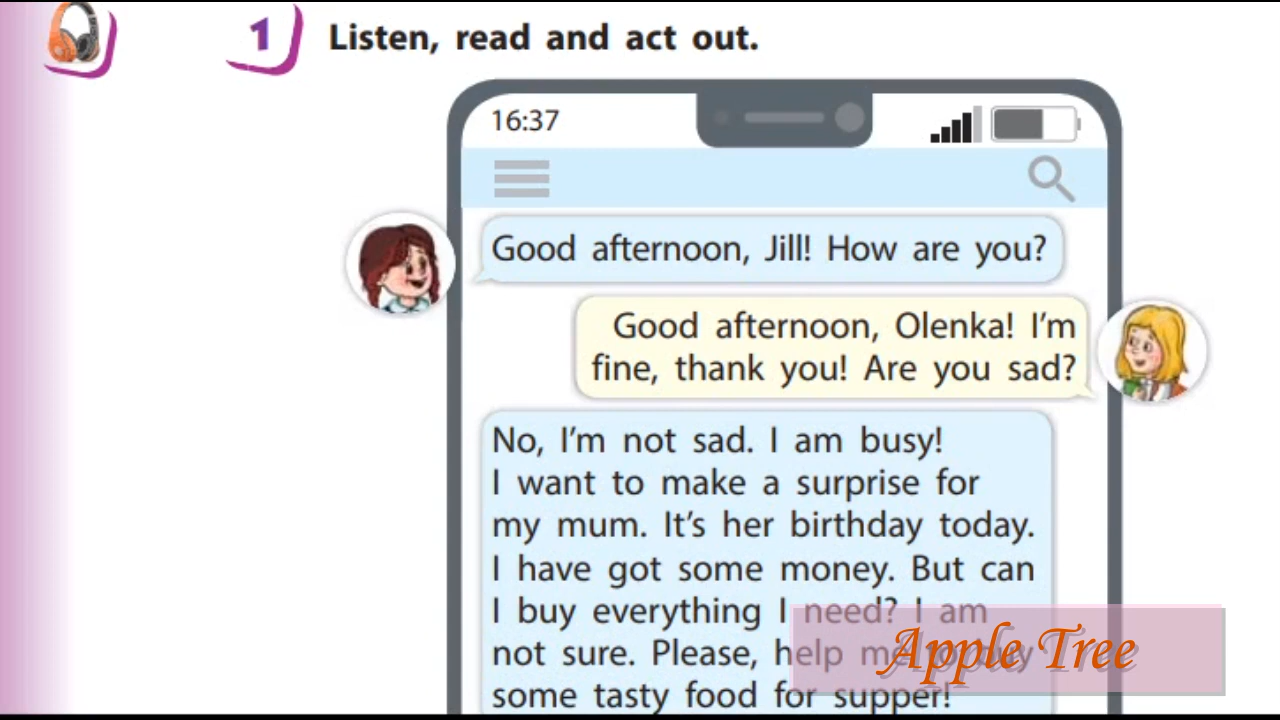 1 Listen, read and act out.
16:37
Good afternoon, Jill! How are you?
Good afternoon, Olenka! I'm
fine, thank you! Are you sad?
No, I'm not sad. I am busy!
I want to make a surprise for
my mum. It's her birthday today.
I have got some money. But can
I buy everything I need? I am
not sure. Please, help me to buy
some tasty food for supper!
Apple Tree